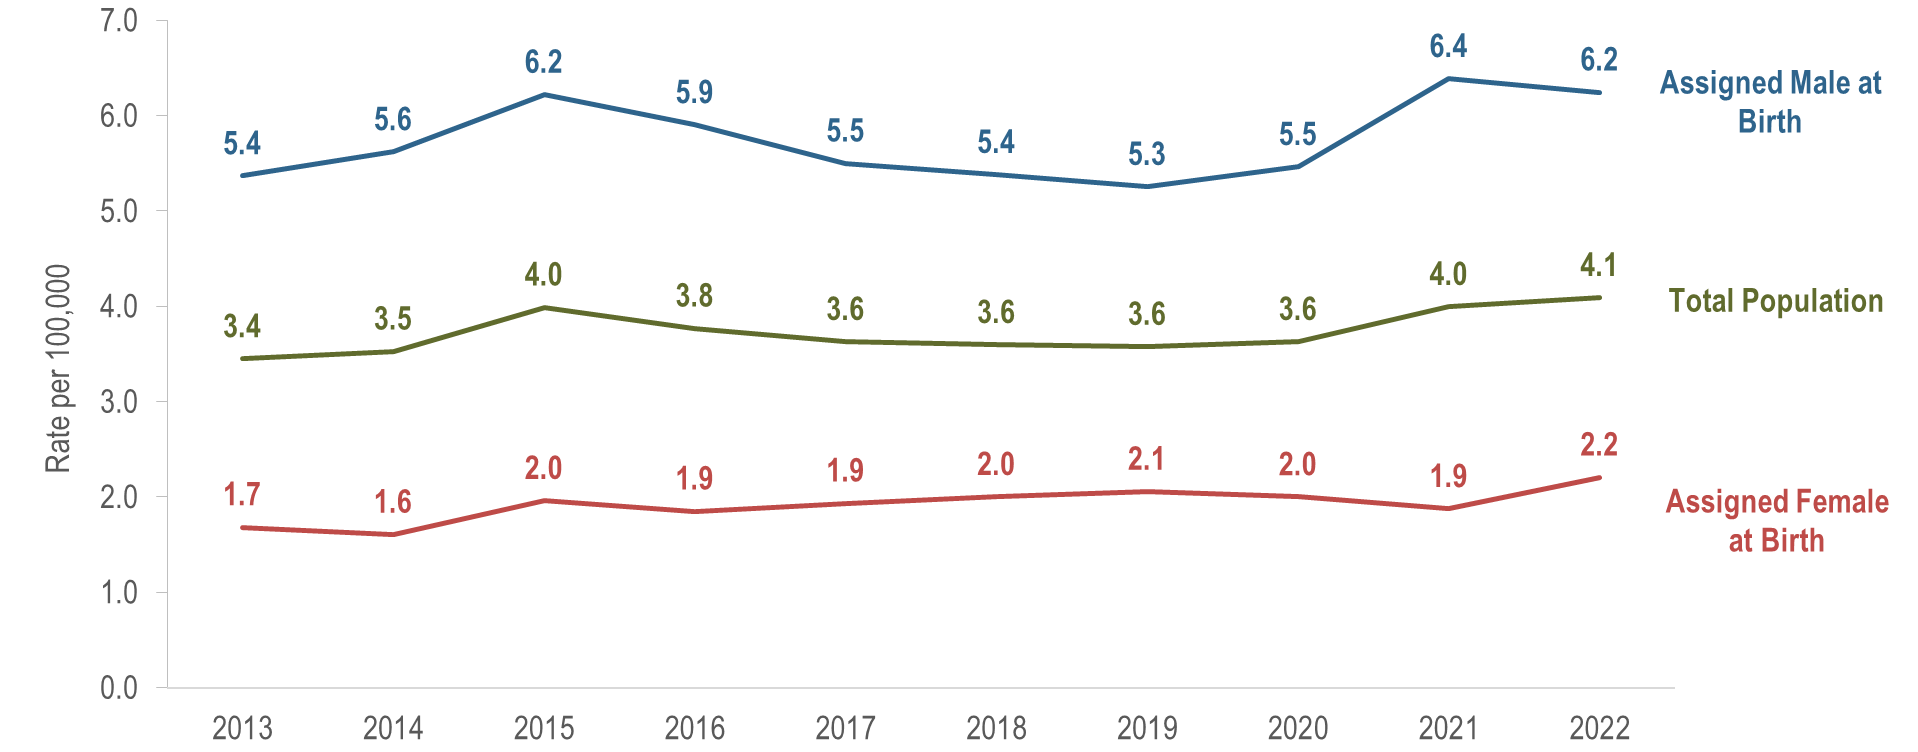 7.0
6.0
5.0
4.0
3.0
2.0
1.0
0.0
Rate per 100,000
5.4 5.6 6.2 5.9 5.5 5.4 5.3 5.5 6.4 6.2
Assigned Male at
Birth
3.4 3.5 4.0 3.8 3.6 3.6 3.6 3.6 4.0 4.1
Total Population
1.7 1.6 2.0 1.9 1.9 2.0 2.1 2.0 1.9 2.2
Assigned Female
at Birth
2013 2014 2015 2016 2017 2018 2019 2020 2021 2022